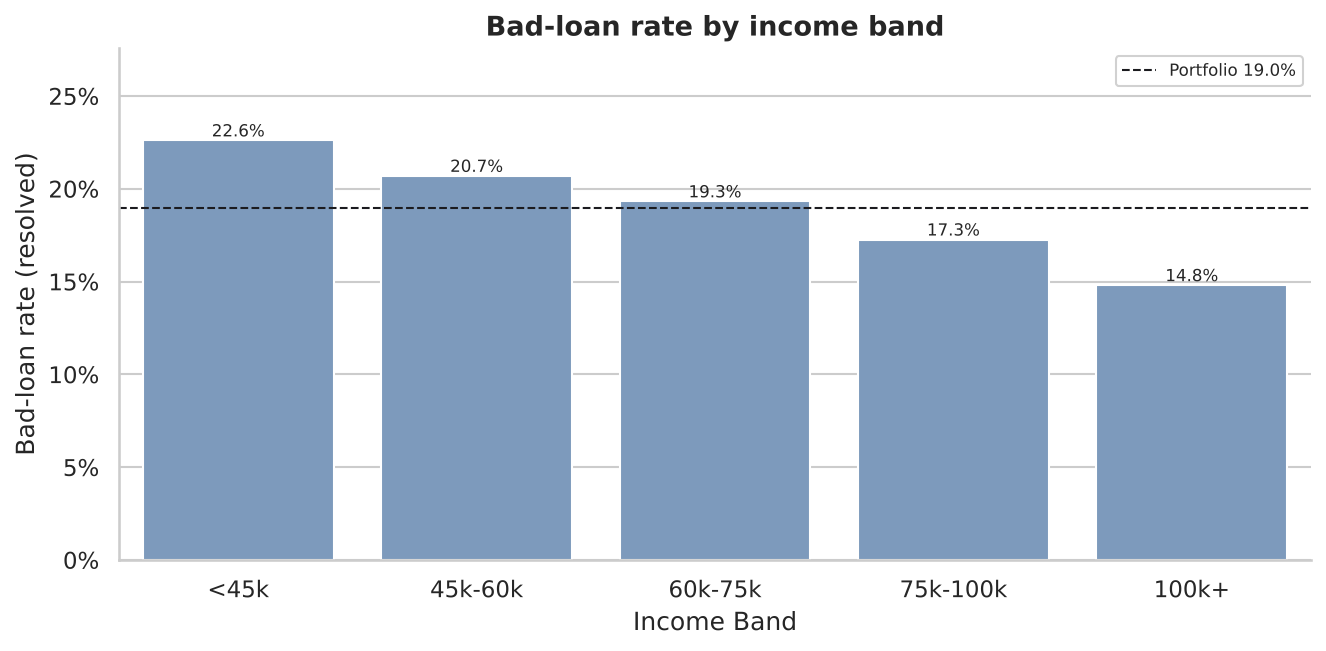 Bad-loan rate by income band
Portfolio 19.0%
Bad-loan rate (resolved)
25%
20%
15%
10%
5%
0%
22.6%
20.7%
19.3%
17.3%
14.8%
<45k
45k-60k
60k-75k
75k-100k
100k+
Income Band